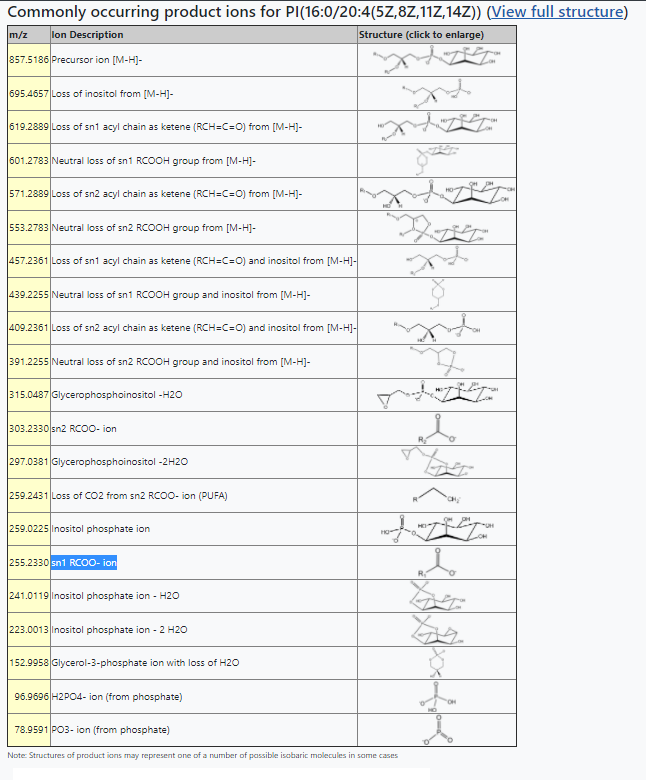 Commonly occurring product ions for PI(16:0/20:4(5Z,8Z,11Z,14Z)) (View full structure)
m/z Ion Description Structure (click to enlarge)
857.5186 Precursor ion [M-H]-
695.4657 Loss of inositol from [M-H]-
619.2889 Loss of sn1 acyl chain as ketene (RCH=C=O) from [M-H]-
601.2783 Neutral loss of sn1 RCOOH group from [M-H]-
571.2889 Loss of sn2 acyl chain as ketene (RCH=C=O) from [M-H]-
553.2783 Neutral loss of sn2 RCOOH group from [M-H]-
457.2361 Loss of sn1 acyl chain as ketene (RCH=C=O) and inositol from [M-H]-
439.2255 Neutral loss of sn1 RCOOH group and inositol from [M-H]-
409.2361 Loss of sn2 acyl chain as ketene (RCH=C=O) and inositol from [M-H]-
391.2255 Neutral loss of sn2 RCOOH group and inositol from [M-H]-
315.0487 Glycerophosphoinositol -H2O
303.2330 sn2 RCOO- ion
297.0381 Glycerophosphoinositol -2H2O
259.2431 Loss of CO2 from sn2 RCOO- ion (PUFA)
259.0225 Inositol phosphate ion
255.2330 sn1 RCOO- ion
241.0119 Inositol phosphate ion - H2O
223.0013 Inositol phosphate ion - 2 H2O
152.9958 Glycerol-3-phosphate ion with loss of H2O
96.9696 H2PO4- ion (from phosphate)
78.9591 PO3- ion (from phosphate)
Note: Structures of product ions may represent one of a number of possible isobaric molecules in some cases